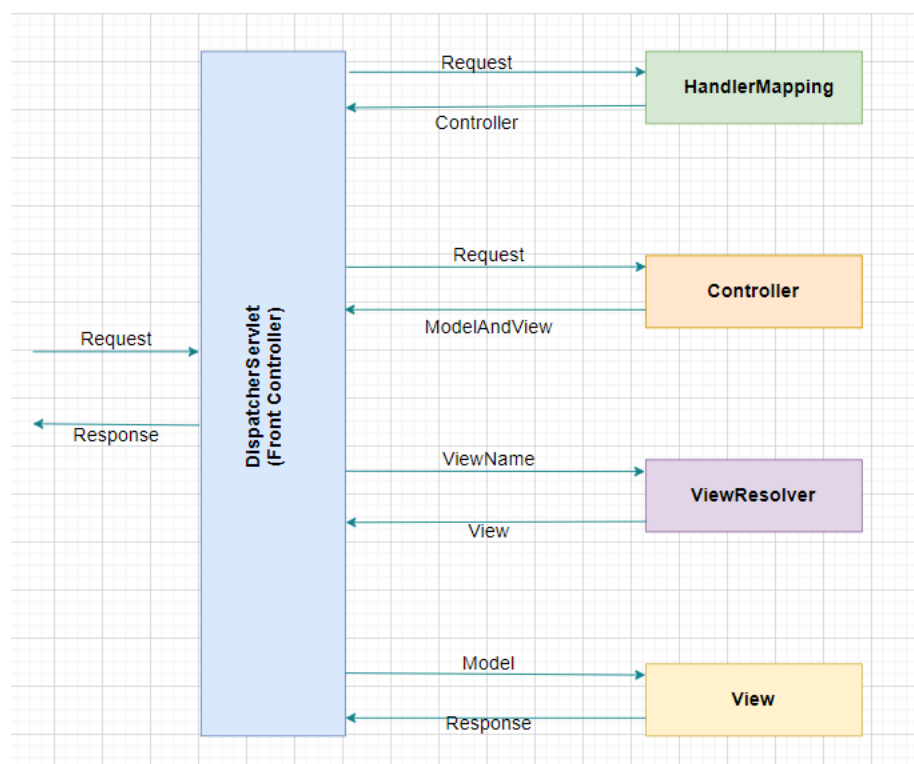 Request
HandlerMapping
Controller
Request
Controller
ModelAndView
Request
Response
DispatcherServlet
(Front Controller)
ViewName
ViewResolver
View
Model
View
Response